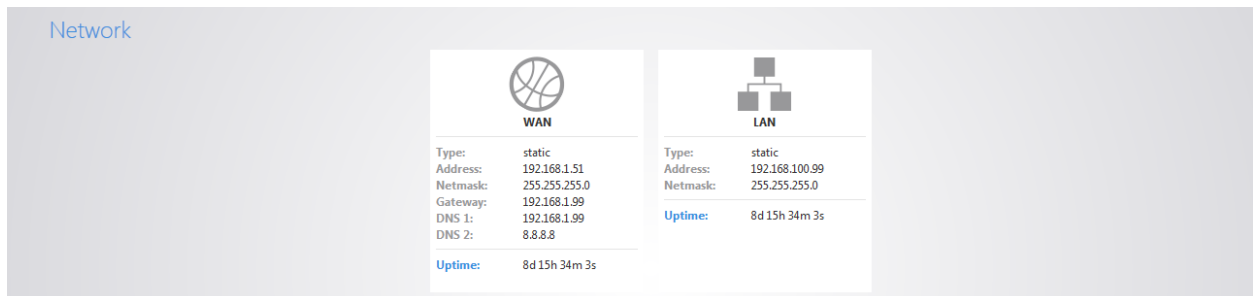 Network
WAN
Type: static
Address: 192.168.1.51
Netmask: 255.255.255.0
Gateway: 192.168.1.99
DNS 1: 192.168.1.99
DNS 2: 8.8.8.8
Uptime: 8d 15h 34m 3s
LAN
Type: static
Address: 192.168.100.99
Netmask: 255.255.255.0
Uptime: 8d 15h 34m 3s